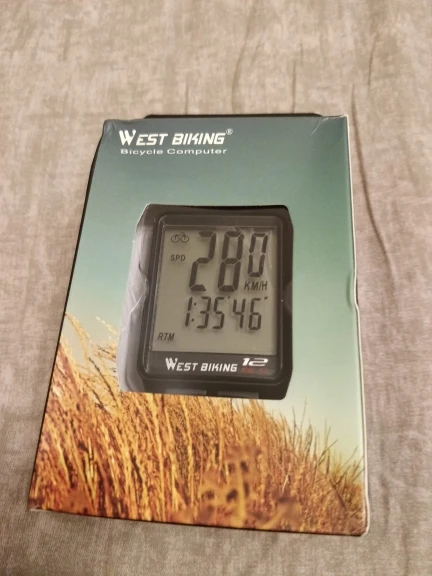 WEST BIKING®
Bicycle Computer
SPD
280
KM/H
1:35'46"
RTM
WEST BIKING 12